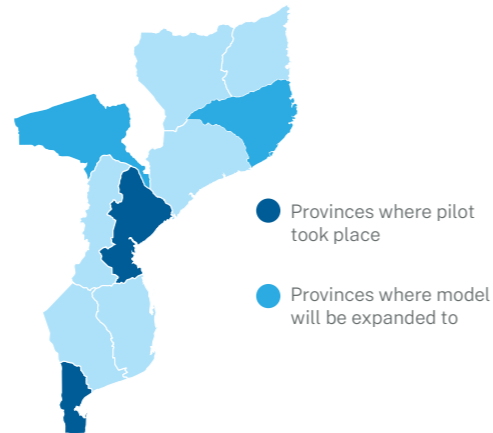 Provinces where pilot
took place
Provinces where model
will be expanded to